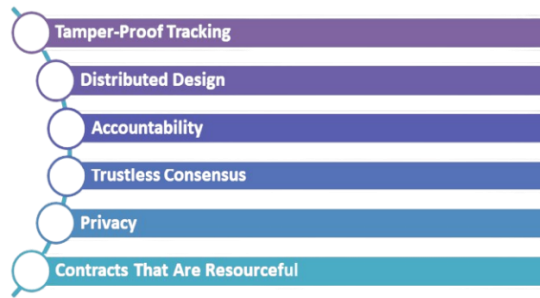 Tamper-Proof Tracking
Distributed Design
Accountability
Trustless Consensus
Privacy
Contracts That Are Resourceful